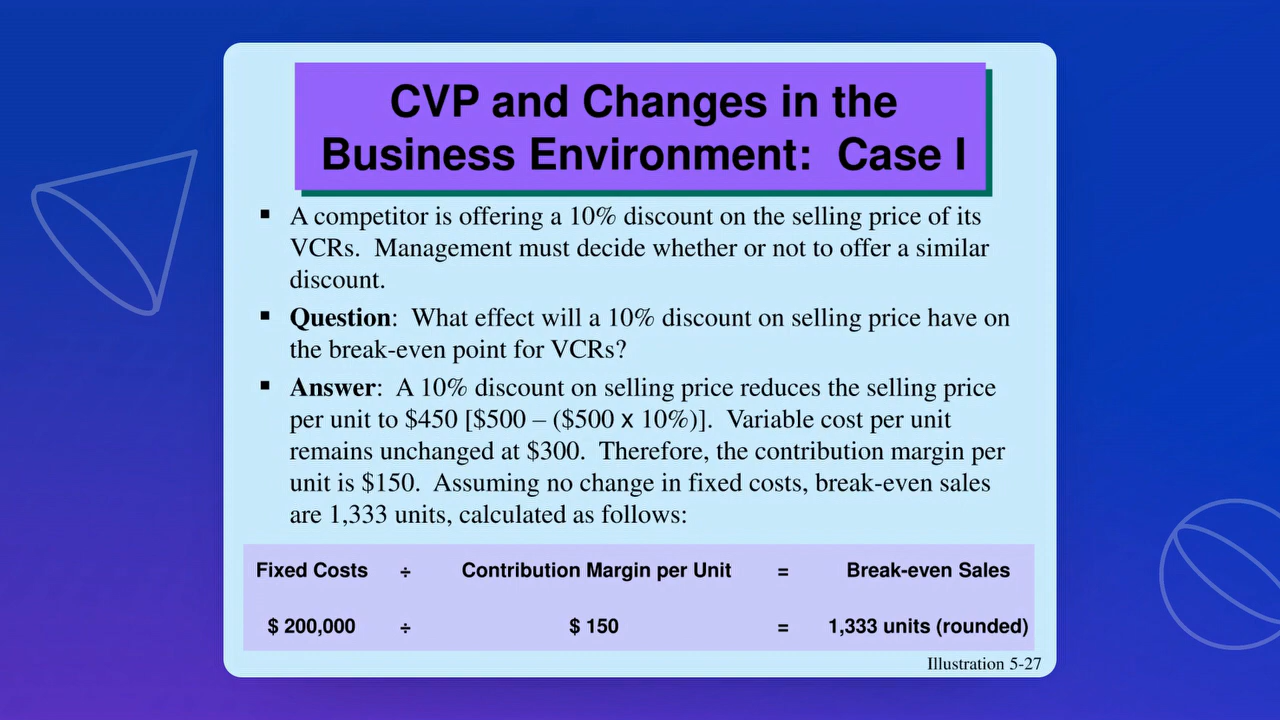 CVP and Changes in the
Business Environment:  Case I
▪ A competitor is offering a 10% discount on the selling price of its
VCRs.  Management must decide whether or not to offer a similar
discount.
▪ Question:  What effect will a 10% discount on selling price have on
the break-even point for VCRs?
▪ Answer:  A 10% discount on selling price reduces the selling price
per unit to $450 [$500 – ($500 x 10%)].  Variable cost per unit
remains unchanged at $300.  Therefore, the contribution margin per
unit is $150.  Assuming no change in fixed costs, break-even sales
are 1,333 units, calculated as follows:
Fixed Costs ÷ Contribution Margin per Unit = Break-even Sales
$ 200,000 ÷ $ 150 = 1,333 units (rounded)
Illustration 5-27